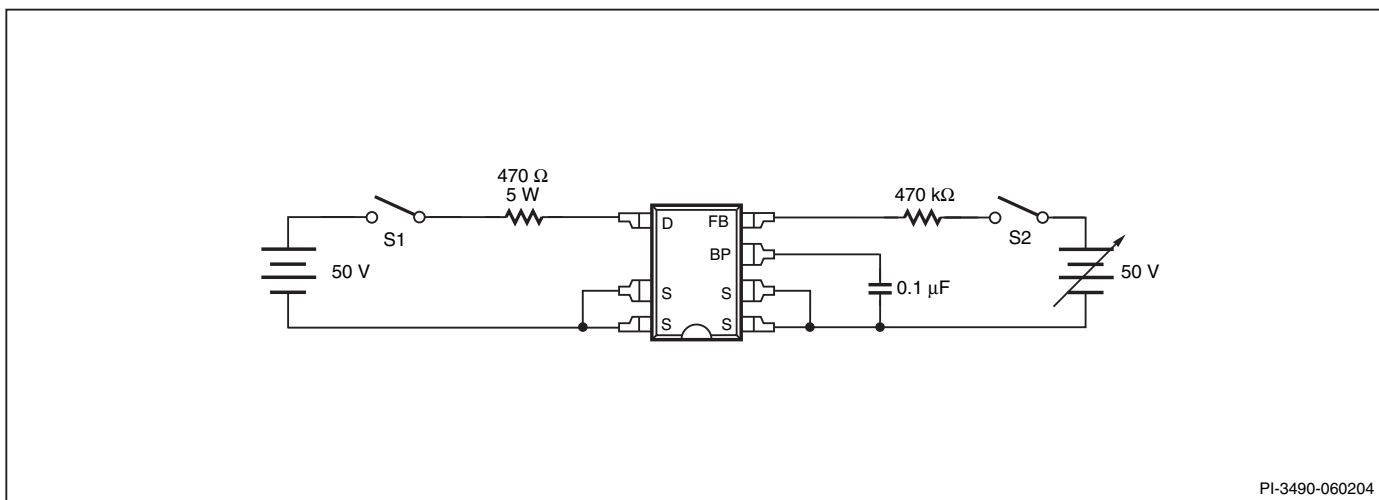 470 Ω
5 W
470 kΩ
S1
D
FB
S2
BP
50 V
50 V
0.1 µF
S
S
S
S
PI-3490-060204